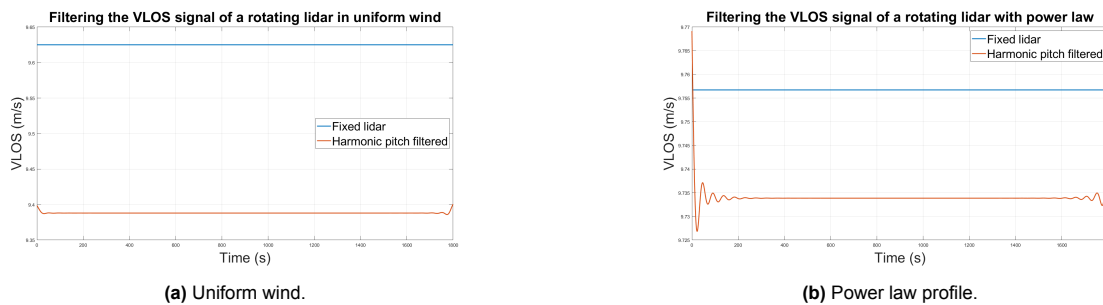 Filtering the VLOS signal of a rotating lidar in uniform wind
VLOS (m/s)
9.65
9.6
9.55
9.5
9.45
9.4
9.35
Fixed lidar
Harmonic pitch filtered
0 200 400 600 800 1000 1200 1400 1600 1800
Time (s)
(a) Uniform wind.
Filtering the VLOS signal of a rotating lidar with power law
VLOS (m/s)
9.77
9.765
9.76
9.755
9.75
9.745
9.74
9.735
9.73
9.725
Fixed lidar
Harmonic pitch filtered
0 200 400 600 800 1000 1200 1400 1600
Time (s)
(b) Power law profile.